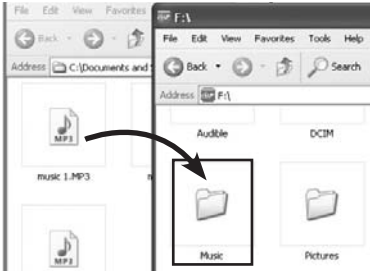 File Edit View Favorites
Back
Address C:\Documents and S
MP3
music 1.MP3
MP3
F:\
File Edit View Favorites Tools Help
Back Search
Address F:\
Audible DCIM
Music Pictures